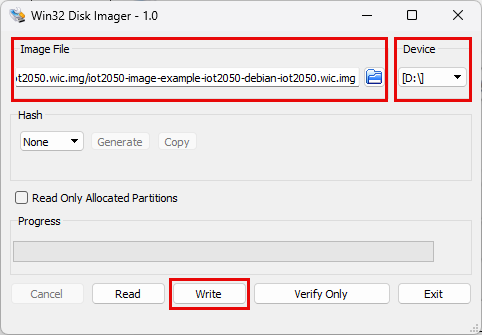 Win32 Disk Imager - 1.0
Image File
Device
ot2050.wic.img/iot2050-image-example-iot2050-debian-iot2050.wic.img
[D:\]
Hash
None
Generate
Copy
Read Only Allocated Partitions
Progress
Cancel
Read
Write
Verify Only
Exit